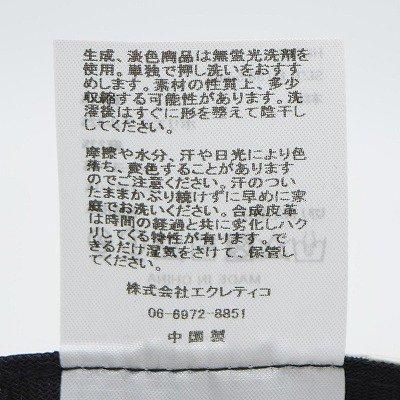 生成、淡色商品は無蛍光洗剤を
使用。単独で押し洗いをおすす
めします。素材の性質上、多少
収縮する可能性があります。洗
濯後はすぐに形を整えて陰干し
してください。
摩擦や水分、汗や日光により色
落ち、変色することがあります
のでご注意ください。汗のつい
たままかぶり続けずに早めに家
庭でお洗いください。合成皮革
は時間の経過と共に劣化しハク
リしてくる特性が有ります。で
きるだけ湿気をさけて、保管し
てください。
株式会社エクレティコ
06-6972-8851
中国製